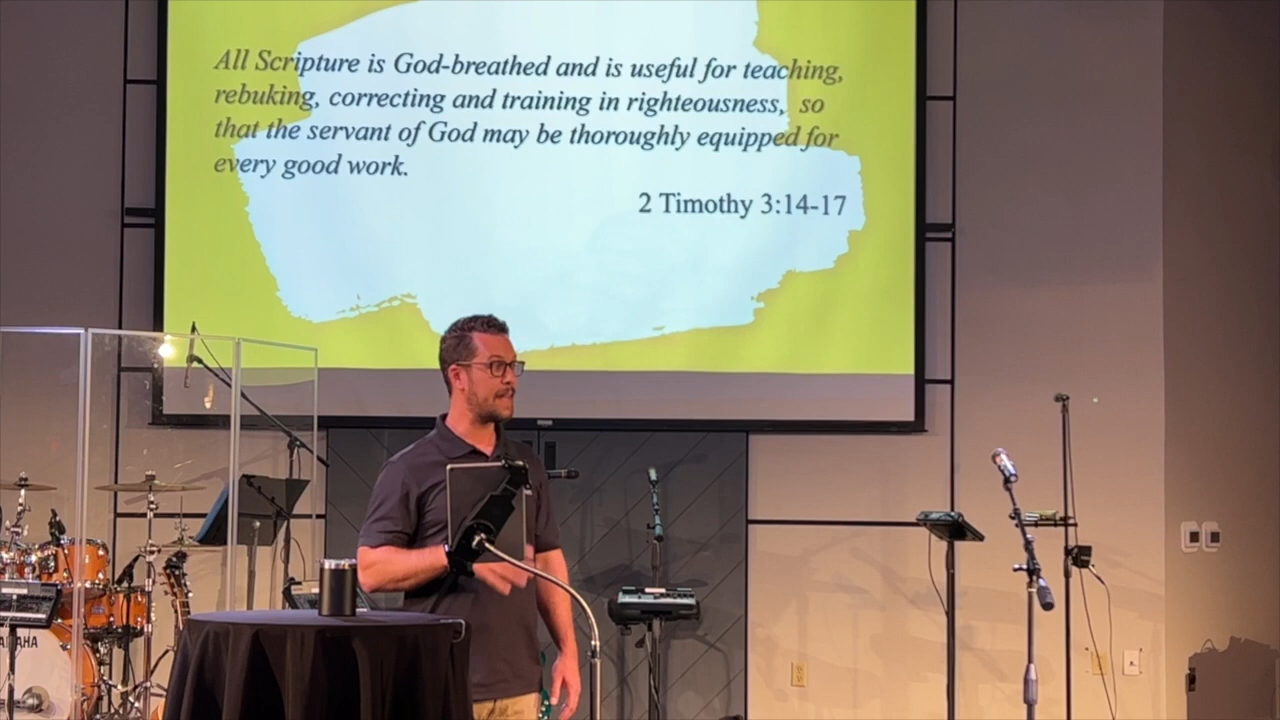 All Scripture is God-breathed and is useful for teaching,
rebuking, correcting and training in righteousness, so
that the servant of God may be thoroughly equipped for
every good work.
2 Timothy 3:14-17